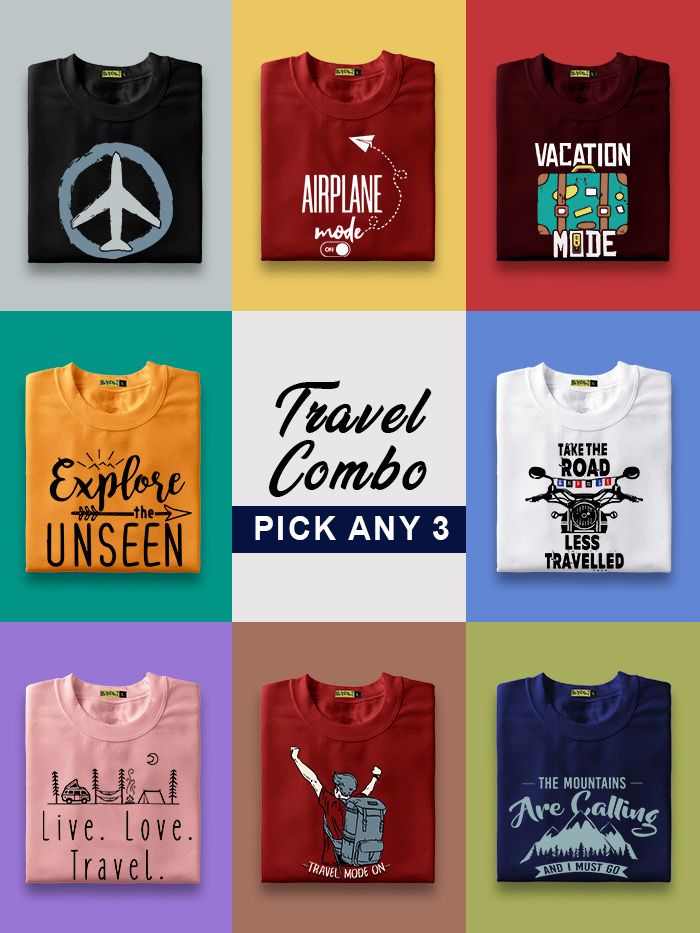 AIRPLANE
mode
ON
VACATION
MODE
Explore
the
UNSEEN
Travel
Combo
PICK ANY 3
TAKE THE
ROAD
LESS
TRAVELLED
Live. Love.
Travel.
TRAVEL MODE ON
THE MOUNTAINS
Are Calling
AND I MUST GO